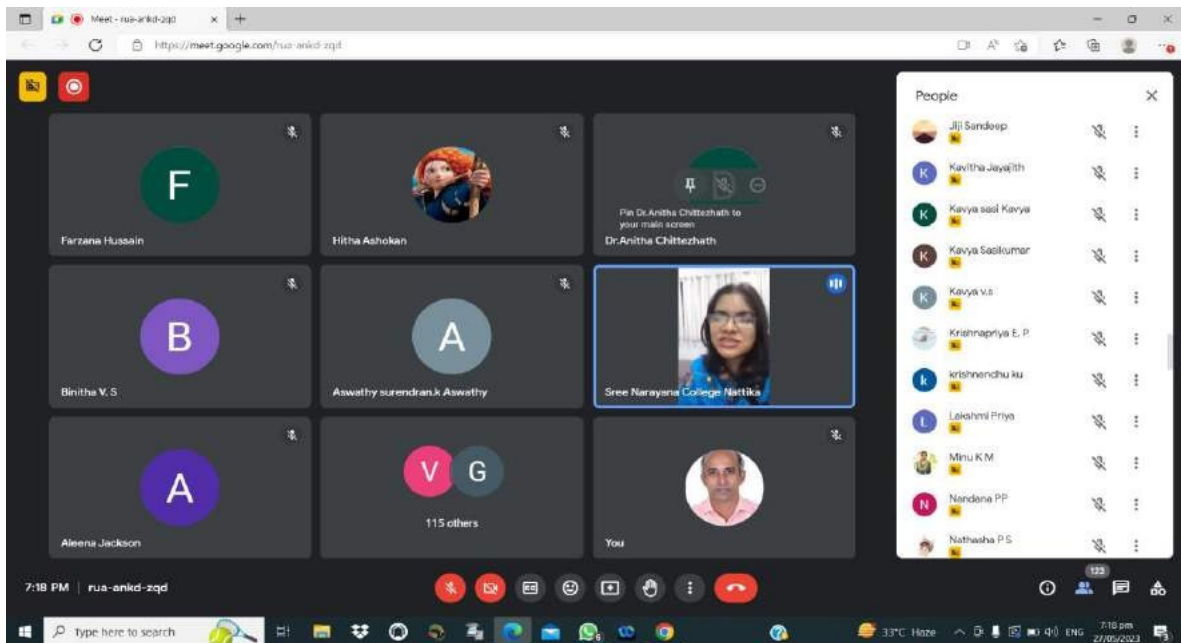 Meet - rua-ankd-zqd
https://meet.google.com/rua-ankd-zqd
F
Farzana Hussain
Hitha Ashokan
Pin Dr.Anitha Chittezhath to
your main screen
Dr.Anitha Chittezhath
B
Binitha V. S
A
Aswathy surendran.k Aswathy
Sree Narayana College Nattika
A
Aleena Jackson
V G
115 others
You
People
Jiji Sandeep
K Kavitha Jayajith
K Kavya sasi Kavya
K Kavya Sasikumar
K Kavya v.s
Krishnapriya E. P
k krishnendhu ku
L Lakshmi Priya
Minu K M
N Nandana PP
Nathasha P S
7:18 PM | rua-ankd-zqd
123
Type here to search
33°C Haze
ENG
7:18 pm
27/05/2023